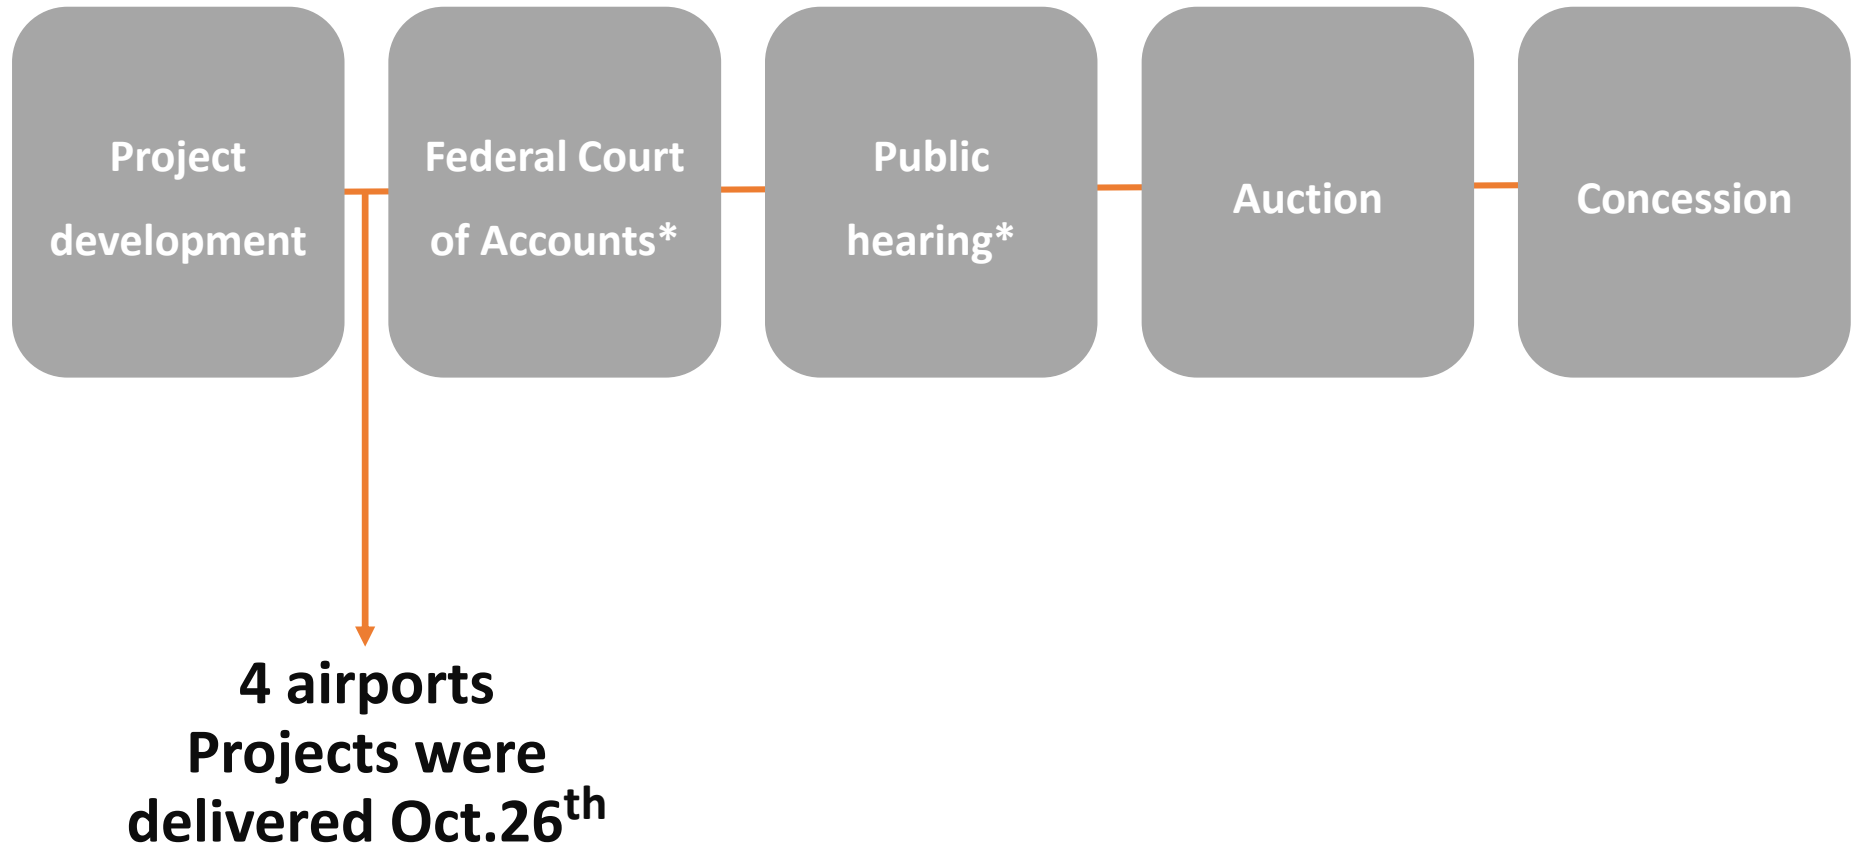 Project
development
Federal Court
of Accounts*
Public
hearing*
Auction
Concession
4 airports
Projects were
delivered Oct.26th